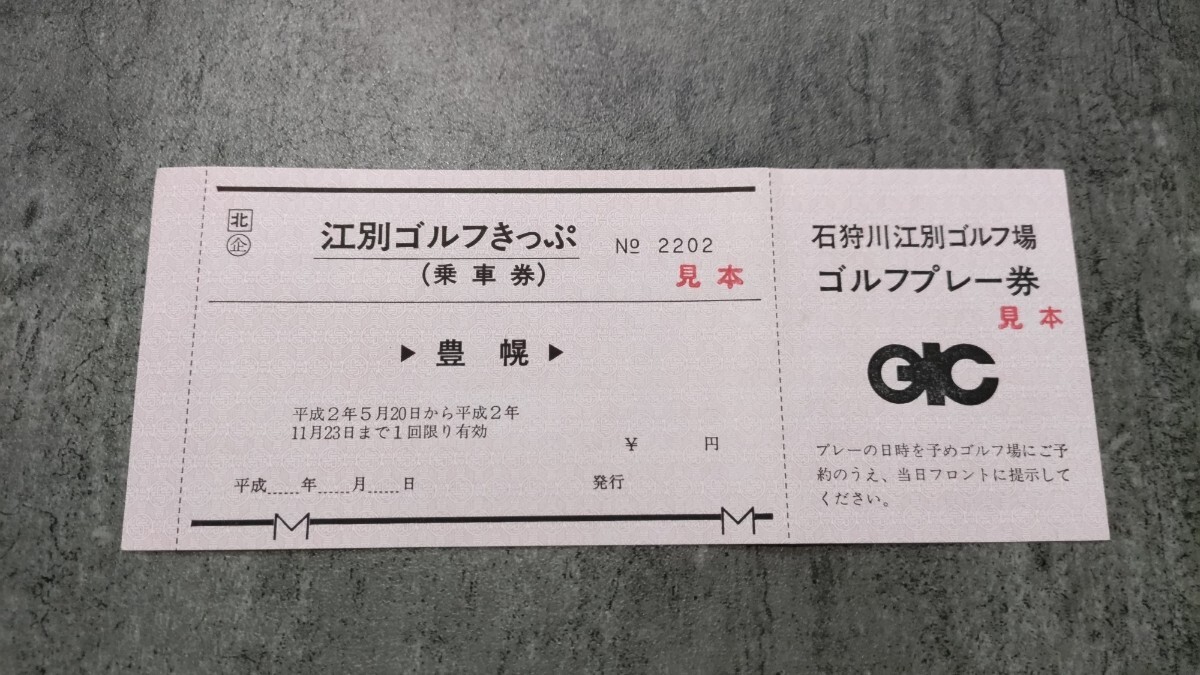 北
企
江別ゴルフきっぷ
(乗車券)
№ 2202
見本
▶ 豊 幌 ▶
平成2年5月20日から平成2年
11月23日まで1回限り有効
¥ 円
平成 年 月 日 発行
石狩川江別ゴルフ場
ゴルフプレー券
見本
GIC
プレーの日時を予めゴルフ場にご予
約のうえ、当日フロントに提示して
ください。